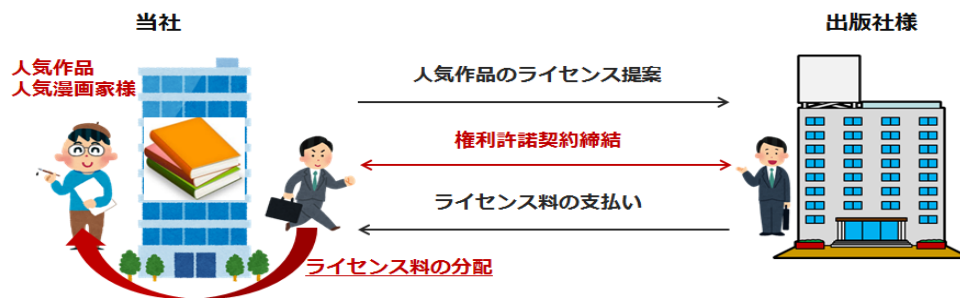 当社
出版社様
人気作品
人気漫画家様
人気作品のライセンス提案
権利許諾契約締結
ライセンス料の支払い
ライセンス料の分配